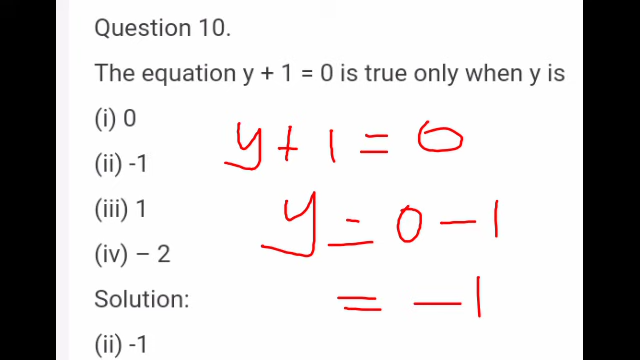 Question 10.
The equation y + 1 = 0 is true only when y is
(i) 0
y + 1 = 0
(ii) -1
(iii) 1
y = 0 - 1
(iv) – 2
Solution:
= - 1
(ii) -1